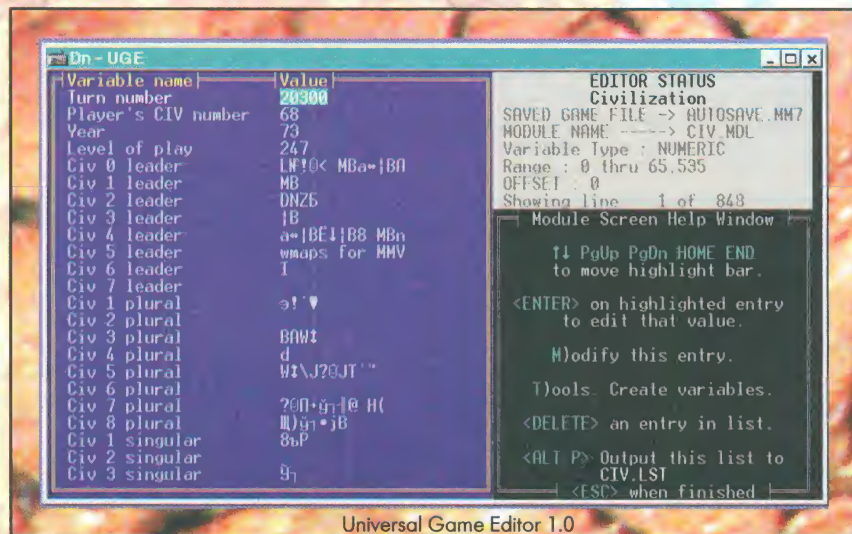 Dn-UGE
Variable name Value
Turn number 20300
Player's CIV number 68
Year 73
Level of play 247
Civ 0 leader
Civ 1 leader MB
Civ 2 leader
Civ 3 leader |B
Civ 4 leader
Civ 5 leader wmaps for MMV
Civ 6 leader I
Civ 7 leader
Civ 1 plural
Civ 2 plural
Civ 3 plural
Civ 4 plural d
Civ 5 plural
Civ 6 plural
Civ 7 plural
Civ 8 plural
Civ 1 singular 8ъP
Civ 2 singular
Civ 3 singular
EDITOR STATUS
Civilization
SAVED GAME FILE -> AUTOSAVE.MM7
MODULE NAME -----> CIV.MDL
Variable Type : NUMERIC
Range : 0 thru 65,535
OFFSET : 0
Showing line 1 of 848
Module Screen Help Window
↑↓ PgUp PgDn HOME END
to move highlight bar.
<ENTER> on highlighted entry
to edit that value.
M)odify this entry.
T)ools. Create variables.
<DELETE> an entry in list.
<ALT P> Output this list to
CIV.LST
<ESC> when finished
Universal Game Editor 1.0